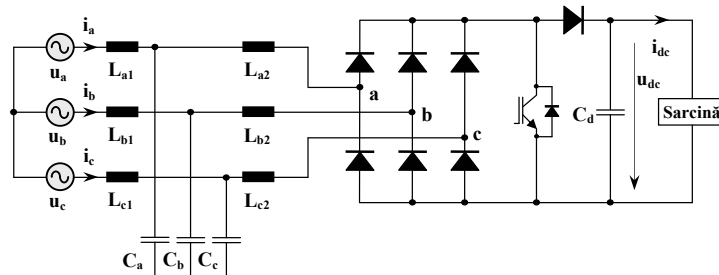 i_a
u_a
L_a1
L_a2
i_b
u_b
L_b1
L_b2
i_c
u_c
L_c1
L_c2
C_a
C_b
C_c
a
b
c
C_d
u_dc
i_dc
Sarcină